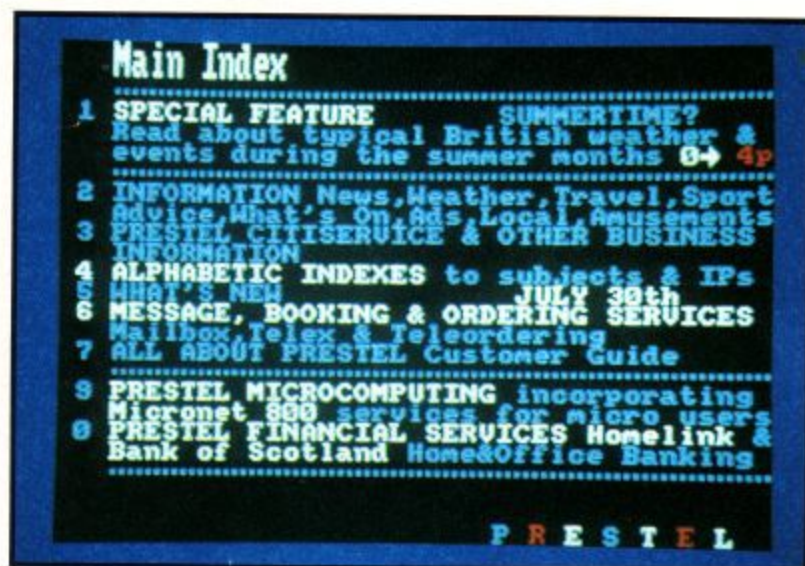 Main Index
1 SPECIAL FEATURE SUMMERTIME?
Read about typical British weather &
events during the summer months 0→ 4p
2 INFORMATION News,Weather,Travel,Sport
Advice,What's On,Ads,Local,Amusements
3 PRESTEL CITISERVICE & OTHER BUSINESS
INFORMATION
4 ALPHABETIC INDEXES to subjects & IPs
5 WHAT'S NEW JULY 30th
6 MESSAGE, BOOKING & ORDERING SERVICES
Mailbox,Telex & Teleordering
7 ALL ABOUT PRESTEL Customer Guide
9 PRESTEL MICROCOMPUTING incorporating
Micronet 800 services for micro users
0 PRESTEL FINANCIAL SERVICES Homelink &
Bank of Scotland Home&Office Banking
PRESTEL